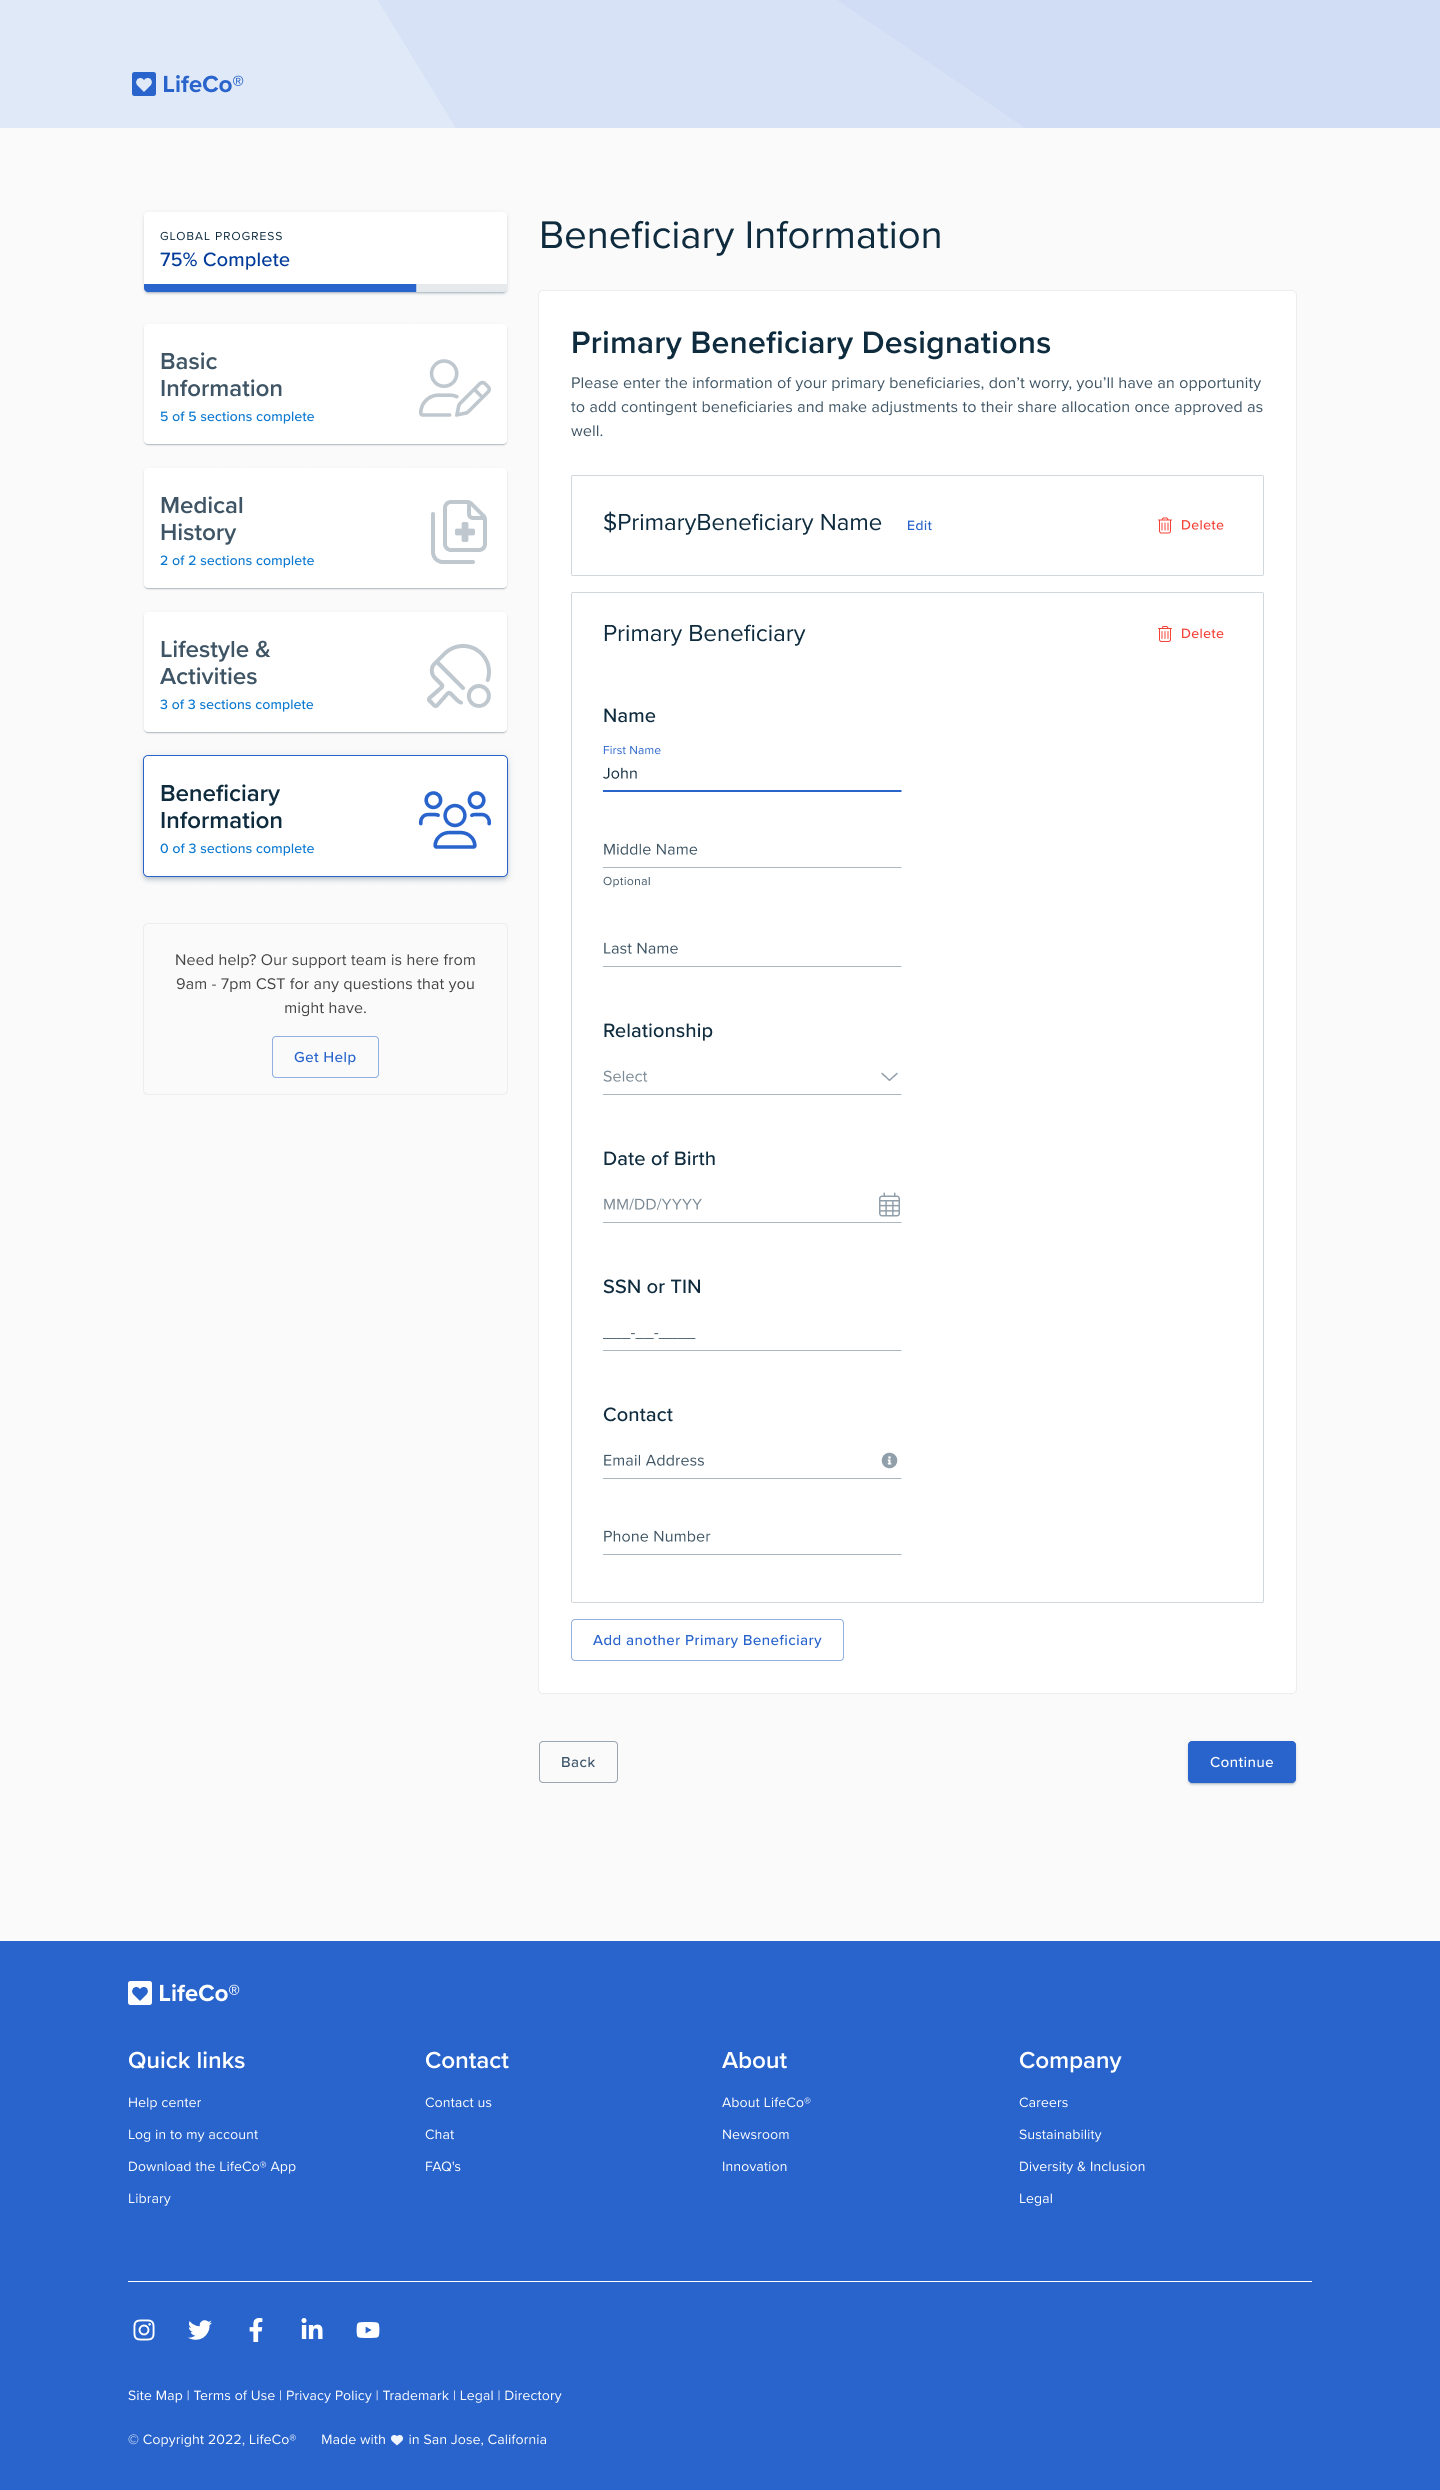 LifeCo®
GLOBAL PROGRESS
75% Complete
Basic
Information
5 of 5 sections complete
Medical
History
2 of 2 sections complete
Lifestyle &
Activities
3 of 3 sections complete
Beneficiary
Information
0 of 3 sections complete
Need help? Our support team is here from
9am - 7pm CST for any questions that you
might have.
Get Help
Beneficiary Information
Primary Beneficiary Designations
Please enter the information of your primary beneficiaries, don’t worry, you’ll have an opportunity
to add contingent beneficiaries and make adjustments to their share allocation once approved as
well.
$PrimaryBeneficiary Name Edit Delete
Primary Beneficiary Delete
Name
First Name
John
Middle Name
Optional
Last Name
Relationship
Select
Date of Birth
MM/DD/YYYY
SSN or TIN
___-__-____
Contact
Email Address
Phone Number
Add another Primary Beneficiary
Back Continue
LifeCo®
Quick links
Help center
Log in to my account
Download the LifeCo® App
Library
Contact
Contact us
Chat
FAQ's
About
About LifeCo®
Newsroom
Innovation
Company
Careers
Sustainability
Diversity & Inclusion
Legal
Site Map | Terms of Use | Privacy Policy | Trademark | Legal | Directory
© Copyright 2022, LifeCo® Made with ♥ in San Jose, California